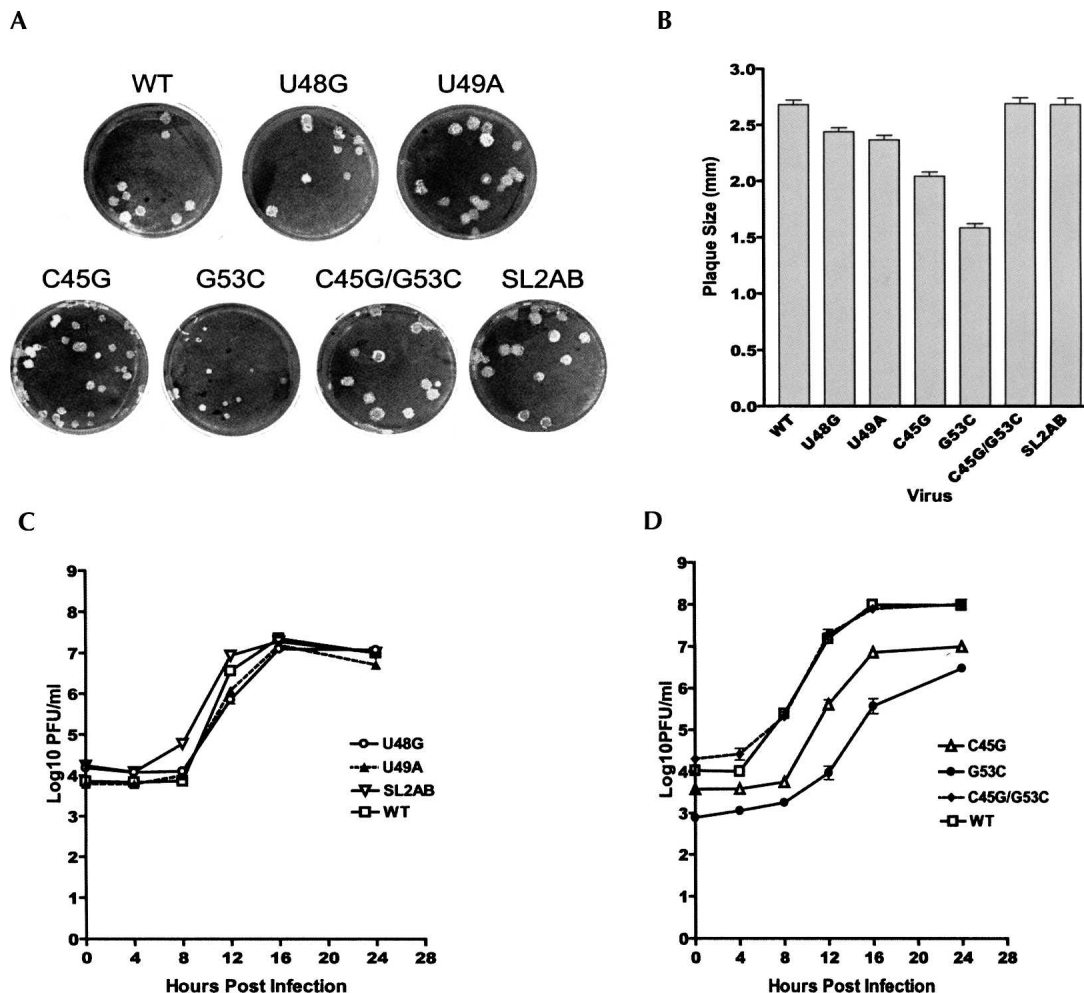 A
WT U48G U49A
C45G G53C C45G/G53C SL2AB
B
3.0
2.5
2.0
1.5
1.0
0.5
0.0
Plaque Size (mm)
WT U48G U49A C45G G53C C45G/G53C SL2AB
Virus
C
9
8
7
6
5
4
3
2
1
0
Log10 PFU/ml
U48G
U49A
SL2AB
WT
0 4 8 12 16 20 24 28
Hours Post Infection
D
9
8
7
6
5
4
3
2
1
0
Log10PFU/ml
C45G
G53C
C45G/G53C
WT
0 4 8 12 16 20 24 28
Hours Post Infection